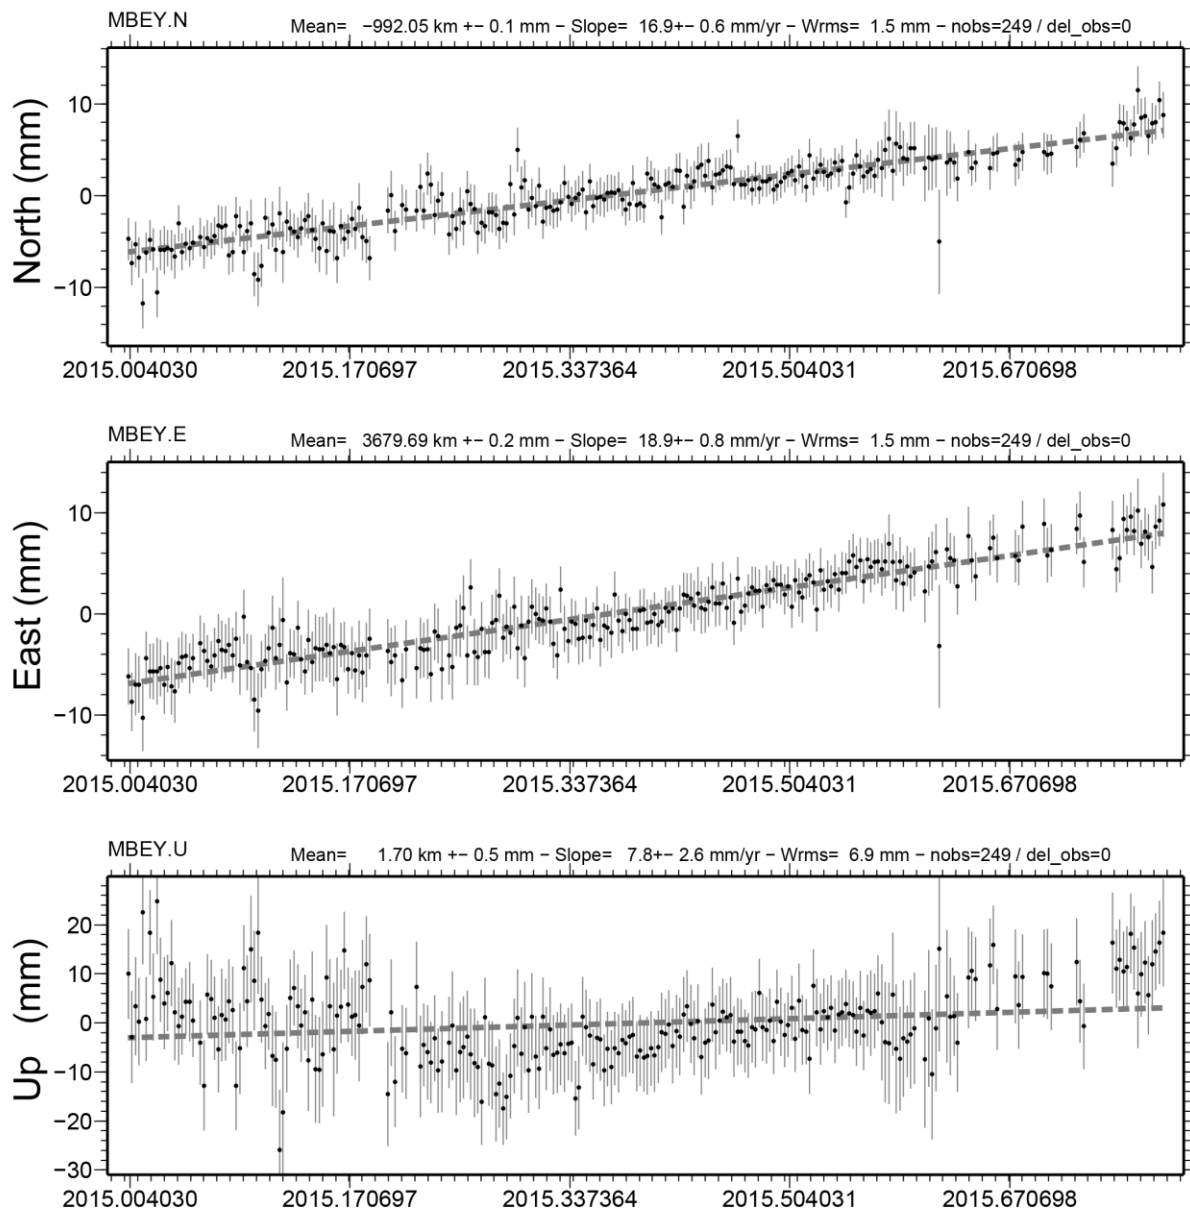 MBEY.N
Mean= −992.05 km +− 0.1 mm − Slope= 16.9+− 0.6 mm/yr − Wrms= 1.5 mm − nobs=249 / del_obs=0
North (mm)
10
0
−10
2015.004030 2015.170697 2015.337364 2015.504031 2015.670698
MBEY.E
Mean= 3679.69 km +− 0.2 mm − Slope= 18.9+− 0.8 mm/yr − Wrms= 1.5 mm − nobs=249 / del_obs=0
East (mm)
10
0
−10
2015.004030 2015.170697 2015.337364 2015.504031 2015.670698
MBEY.U
Mean= 1.70 km +− 0.5 mm − Slope= 7.8+− 2.6 mm/yr − Wrms= 6.9 mm − nobs=249 / del_obs=0
Up (mm)
20
10
0
−10
−20
−30
2015.004030 2015.170697 2015.337364 2015.504031 2015.670698